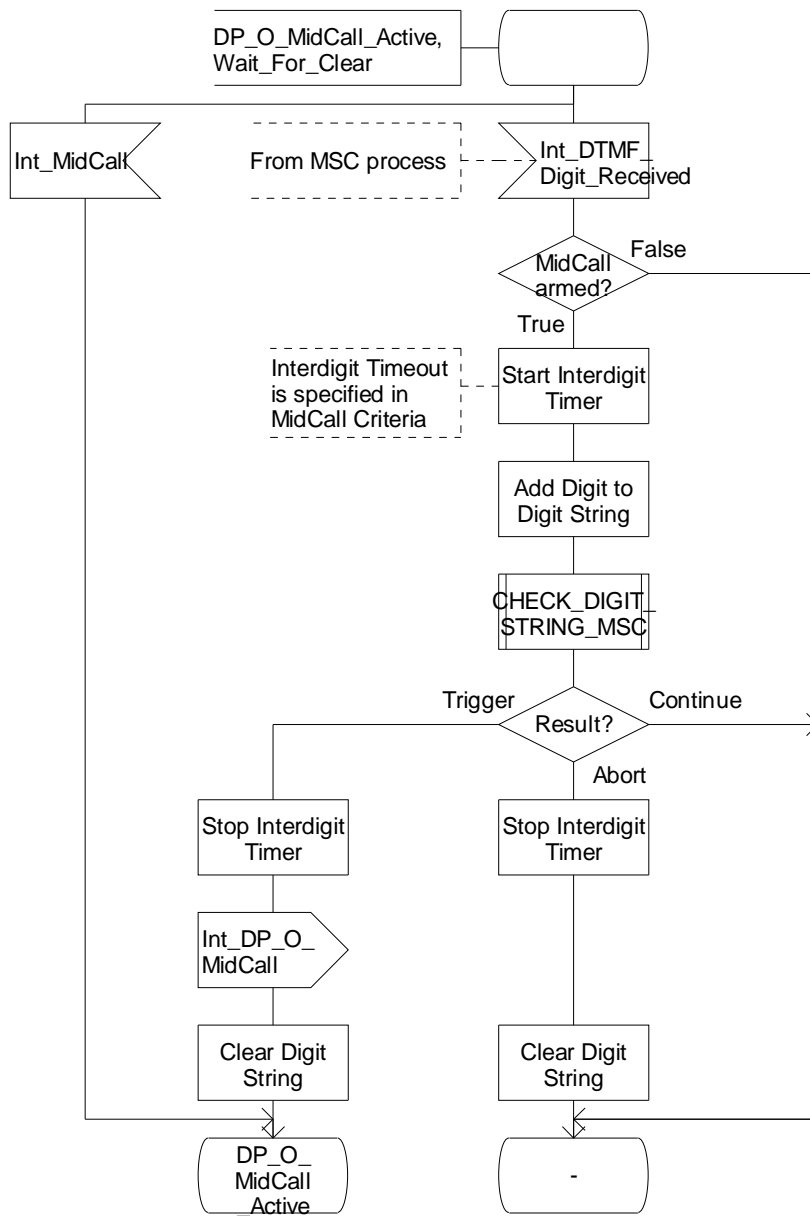 DP_O_MidCall_Active,
Wait_For_Clear
Int_MidCall
From MSC process
Int_DTMF_
Digit_Received
MidCall
armed?
False
True
Interdigit Timeout
is specified in
MidCall Criteria
Start Interdigit
Timer
Add Digit to
Digit String
CHECK_DIGIT_
STRING_MSC
Trigger
Result?
Continue
Abort
Stop Interdigit
Timer
Stop Interdigit
Timer
Int_DP_O_
MidCall
Clear Digit
String
Clear Digit
String
DP_O_
MidCall
_Active
-